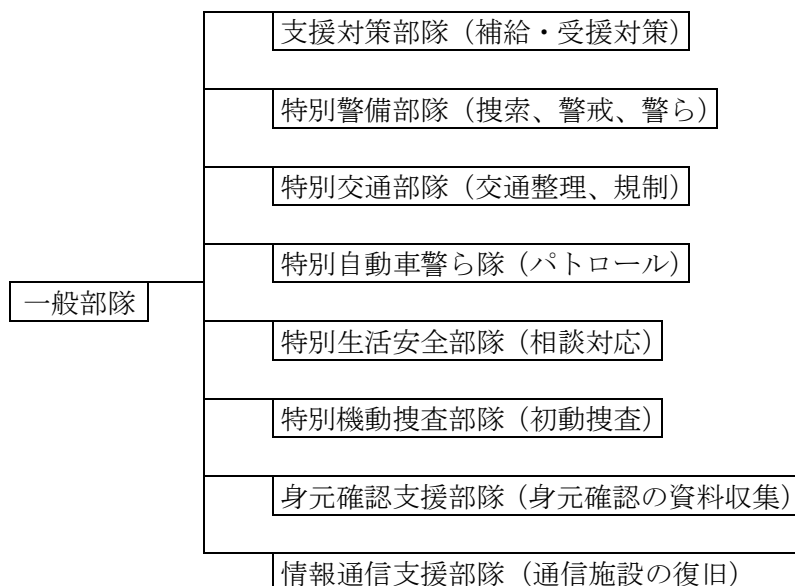 支援対策部隊（補給・受援対策）
特別警備部隊（捜索、警戒、警ら）
特別交通部隊（交通整理、規制）
特別自動車警ら隊（パトロール）
一般部隊
特別生活安全部隊（相談対応）
特別機動捜査部隊（初動捜査）
身元確認支援部隊（身元確認の資料収集）
情報通信支援部隊（通信施設の復旧）